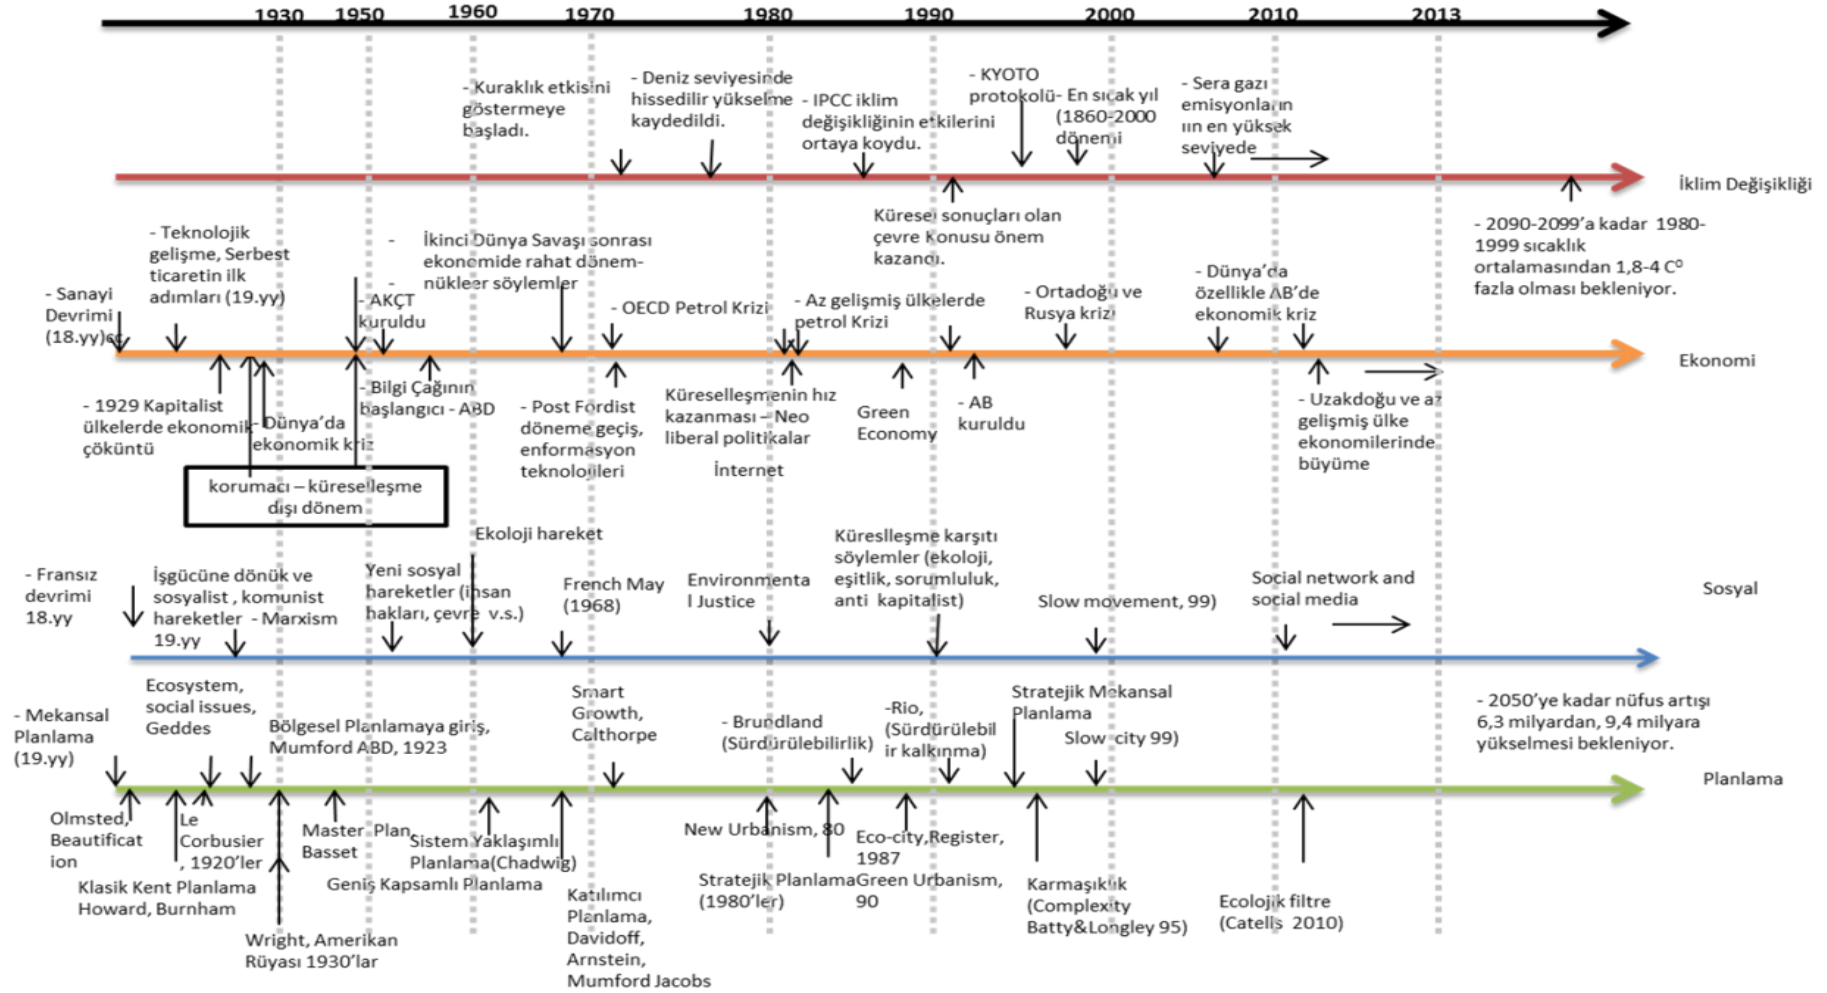 1930 1950 1960 1970 1980 1990 2000 2010 2013
- Kuraklık etkisini
göstermeye
başladı.
- Deniz seviyesinde
hissedilir yükselme
kaydedildi.
- IPCC iklim
değişikliğinin etkilerini
ortaya koydu.
- KYOTO
protokolü
- En sıcak yıl
(1860-2000
dönemi
- Sera gazı
emisyonların
ıın en yüksek
seviyede
İklim Değişikliği
Küresel sonuçları olan
çevre Konusu önem
kazandı.
- 2090-2099’a kadar 1980-
1999 sıcaklık
ortalamasından 1,8-4 C⁰
fazla olması bekleniyor.
- Sanayi
Devrimi
(18.yy)cc
- Teknolojik
gelişme, Serbest
ticaretin ilk
adımları (19.yy)
- İkinci Dünya Savaşı sonrası
ekonomide rahat dönem-
- nükleer söylemler
- AKÇT
kuruldu
- OECD Petrol Krizi
- Az gelişmiş ülkelerde
petrol Krizi
- Ortadoğu ve
Rusya krizi
- Dünya’da
özellikle AB’de
ekonomik kriz
Ekonomi
- 1929 Kapitalist
ülkelerde ekonomik
çöküntü
- Dünya’da
ekonomik kriz
- Bilgi Çağının
başlangıcı - ABD
- Post Fordist
döneme geçiş,
enformasyon
teknolojileri
Küreselleşmenin hız
kazanması – Neo
liberal politikalar
İnternet
Green
Economy
- AB
kuruldu
- Uzakdoğu ve az
gelişmiş ülke
ekonomilerinde
büyüme
korumacı – küreselleşme
dışı dönem
- Fransız
devrimi
18.yy
İşgücüne dönük ve
sosyalist , komunist
hareketler - Marxism
19.yy
Yeni sosyal
hareketler (insan
hakları, çevre v.s.)
Ekoloji hareket
French May
(1968)
Environmenta
l Justice
Küreslleşme karşıtı
söylemler (ekoloji,
eşitlik, sorumluluk,
anti kapitalist)
Slow movement, 99)
Social network and
social media
Sosyal
- Mekansal
Planlama
(19.yy)
Ecosystem,
social issues,
Geddes
Bölgesel Planlamaya giriş,
Mumford ABD, 1923
Smart
Growth,
Calthorpe
- Brundland
(Sürdürülebilirlik)
-Rio,
(Sürdürülebil
ir kalkınma)
Stratejik Mekansal
Planlama
Slow city 99)
- 2050’ye kadar nüfus artışı
6,3 milyardan, 9,4 milyara
yükselmesi bekleniyor.
Planlama
Olmsted,
Beautificat
ion
Le
Corbusier
, 1920’ler
Klasik Kent Planlama
Howard, Burnham
Wright, Amerikan
Rüyası 1930’lar
Master Plan,
Basset
Sistem Yaklaşımlı
Planlama(Chadwig)
Geniş Kapsamlı Planlama
Katılımcı
Planlama,
Davidoff,
Arnstein,
Mumford Jacobs
New Urbanism, 80
Stratejik Planlama
(1980’ler)
Eco-city,Register,
1987
Green Urbanism,
90
Karmaşıklık
(Complexity
Batty&Longley 95)
Ecolojik filtre
(Catells 2010)